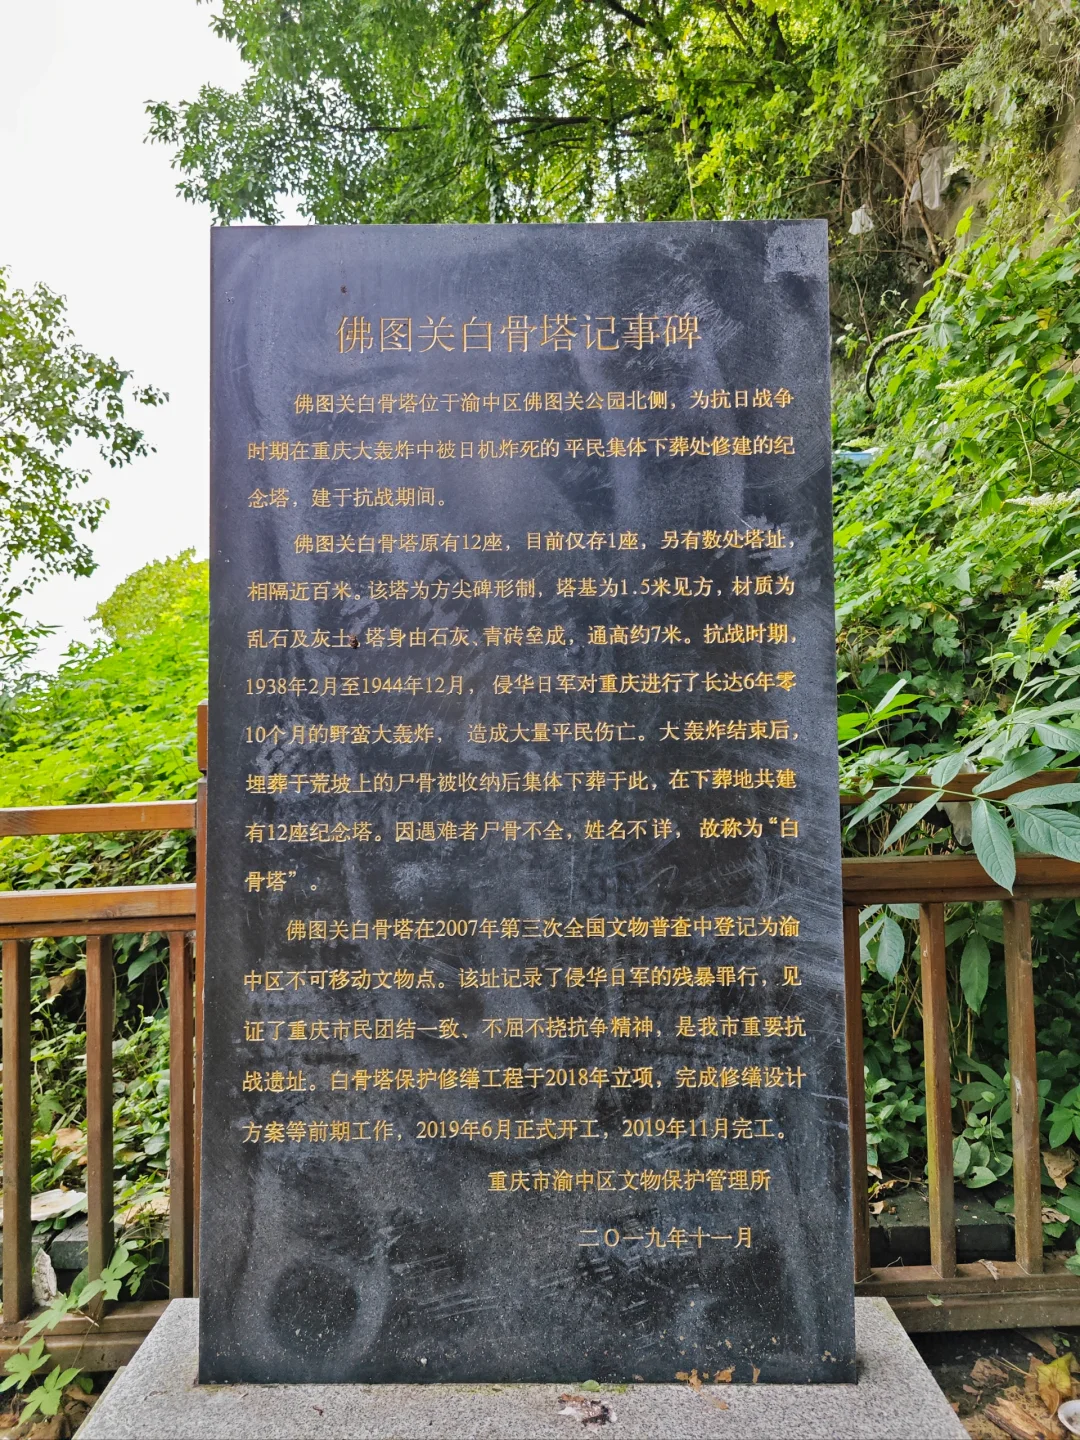 佛图关白骨塔记事碑
佛图关白骨塔位于渝中区佛图关公园北侧，为抗日战争
时期在重庆大轰炸中被日机炸死的平民集体下葬处修建的纪
念塔，建于抗战期间。
佛图关白骨塔原有12座，目前仅存1座，另有数处塔址，
相隔近百米。该塔为方尖碑形制，塔基为1.5米见方，材质为
乱石及灰土，塔身由石灰、青砖垒成，通高约7米。抗战时期，
1938年2月至1944年12月，侵华日军对重庆进行了长达6年零
10个月的野蛮大轰炸，造成大量平民伤亡。大轰炸结束后，
埋葬于荒坡上的尸骨被收纳后集体下葬于此，在下葬地共建
有12座纪念塔。因遇难者尸骨不全，姓名不详，故称为“白
骨塔”。
佛图关白骨塔在2007年第三次全国文物普查中登记为渝
中区不可移动文物点。该址记录了侵华日军的残暴罪行，见
证了重庆市民团结一致、不屈不挠抗争精神，是我市重要抗
战遗址。白骨塔保护修缮工程于2018年立项，完成修缮设计
方案等前期工作，2019年6月正式开工，2019年11月完工。
重庆市渝中区文物保护管理所
二〇一九年十一月